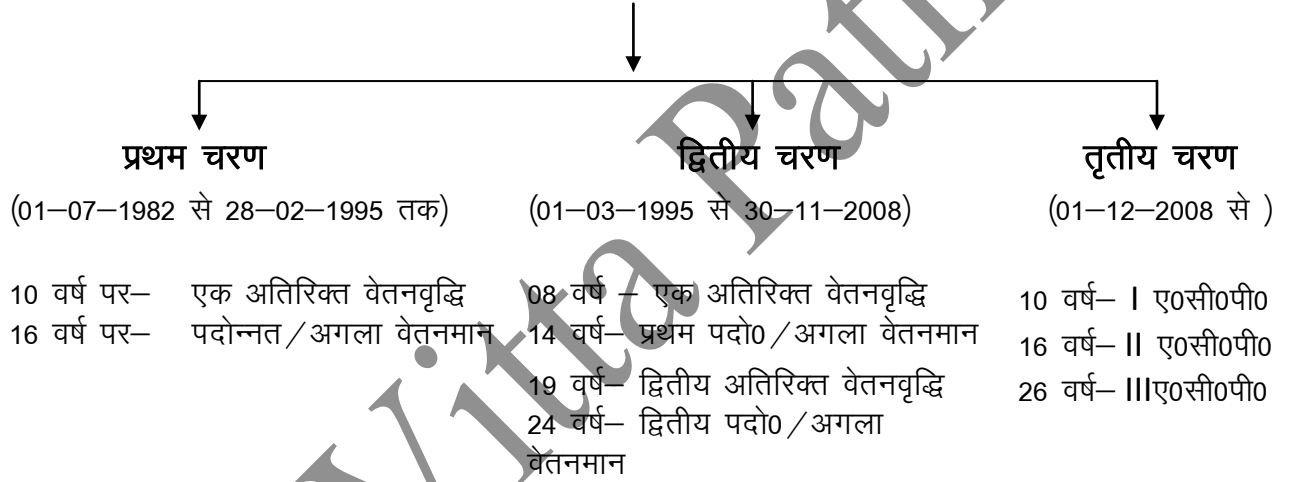 प्रथम चरण
(01–07–1982 से 28–02–1995 तक)
10 वर्ष पर– एक अतिरिक्त वेतनवृद्धि
16 वर्ष पर– पदोन्नत/अगला वेतनमान
द्वितीय चरण
(01–03–1995 से 30–11–2008)
08 वर्ष – एक अतिरिक्त वेतनवृद्धि
14 वर्ष– प्रथम पदो0/अगला वेतनमान
19 वर्ष– द्वितीय अतिरिक्त वेतनवृद्धि
24 वर्ष– द्वितीय पदो0/अगला
वेतनमान
तृतीय चरण
(01–12–2008 से )
10 वर्ष– I ए0सी0पी0
16 वर्ष– II ए0सी0पी0
26 वर्ष– IIIए0सी0पी0
Vitta Path